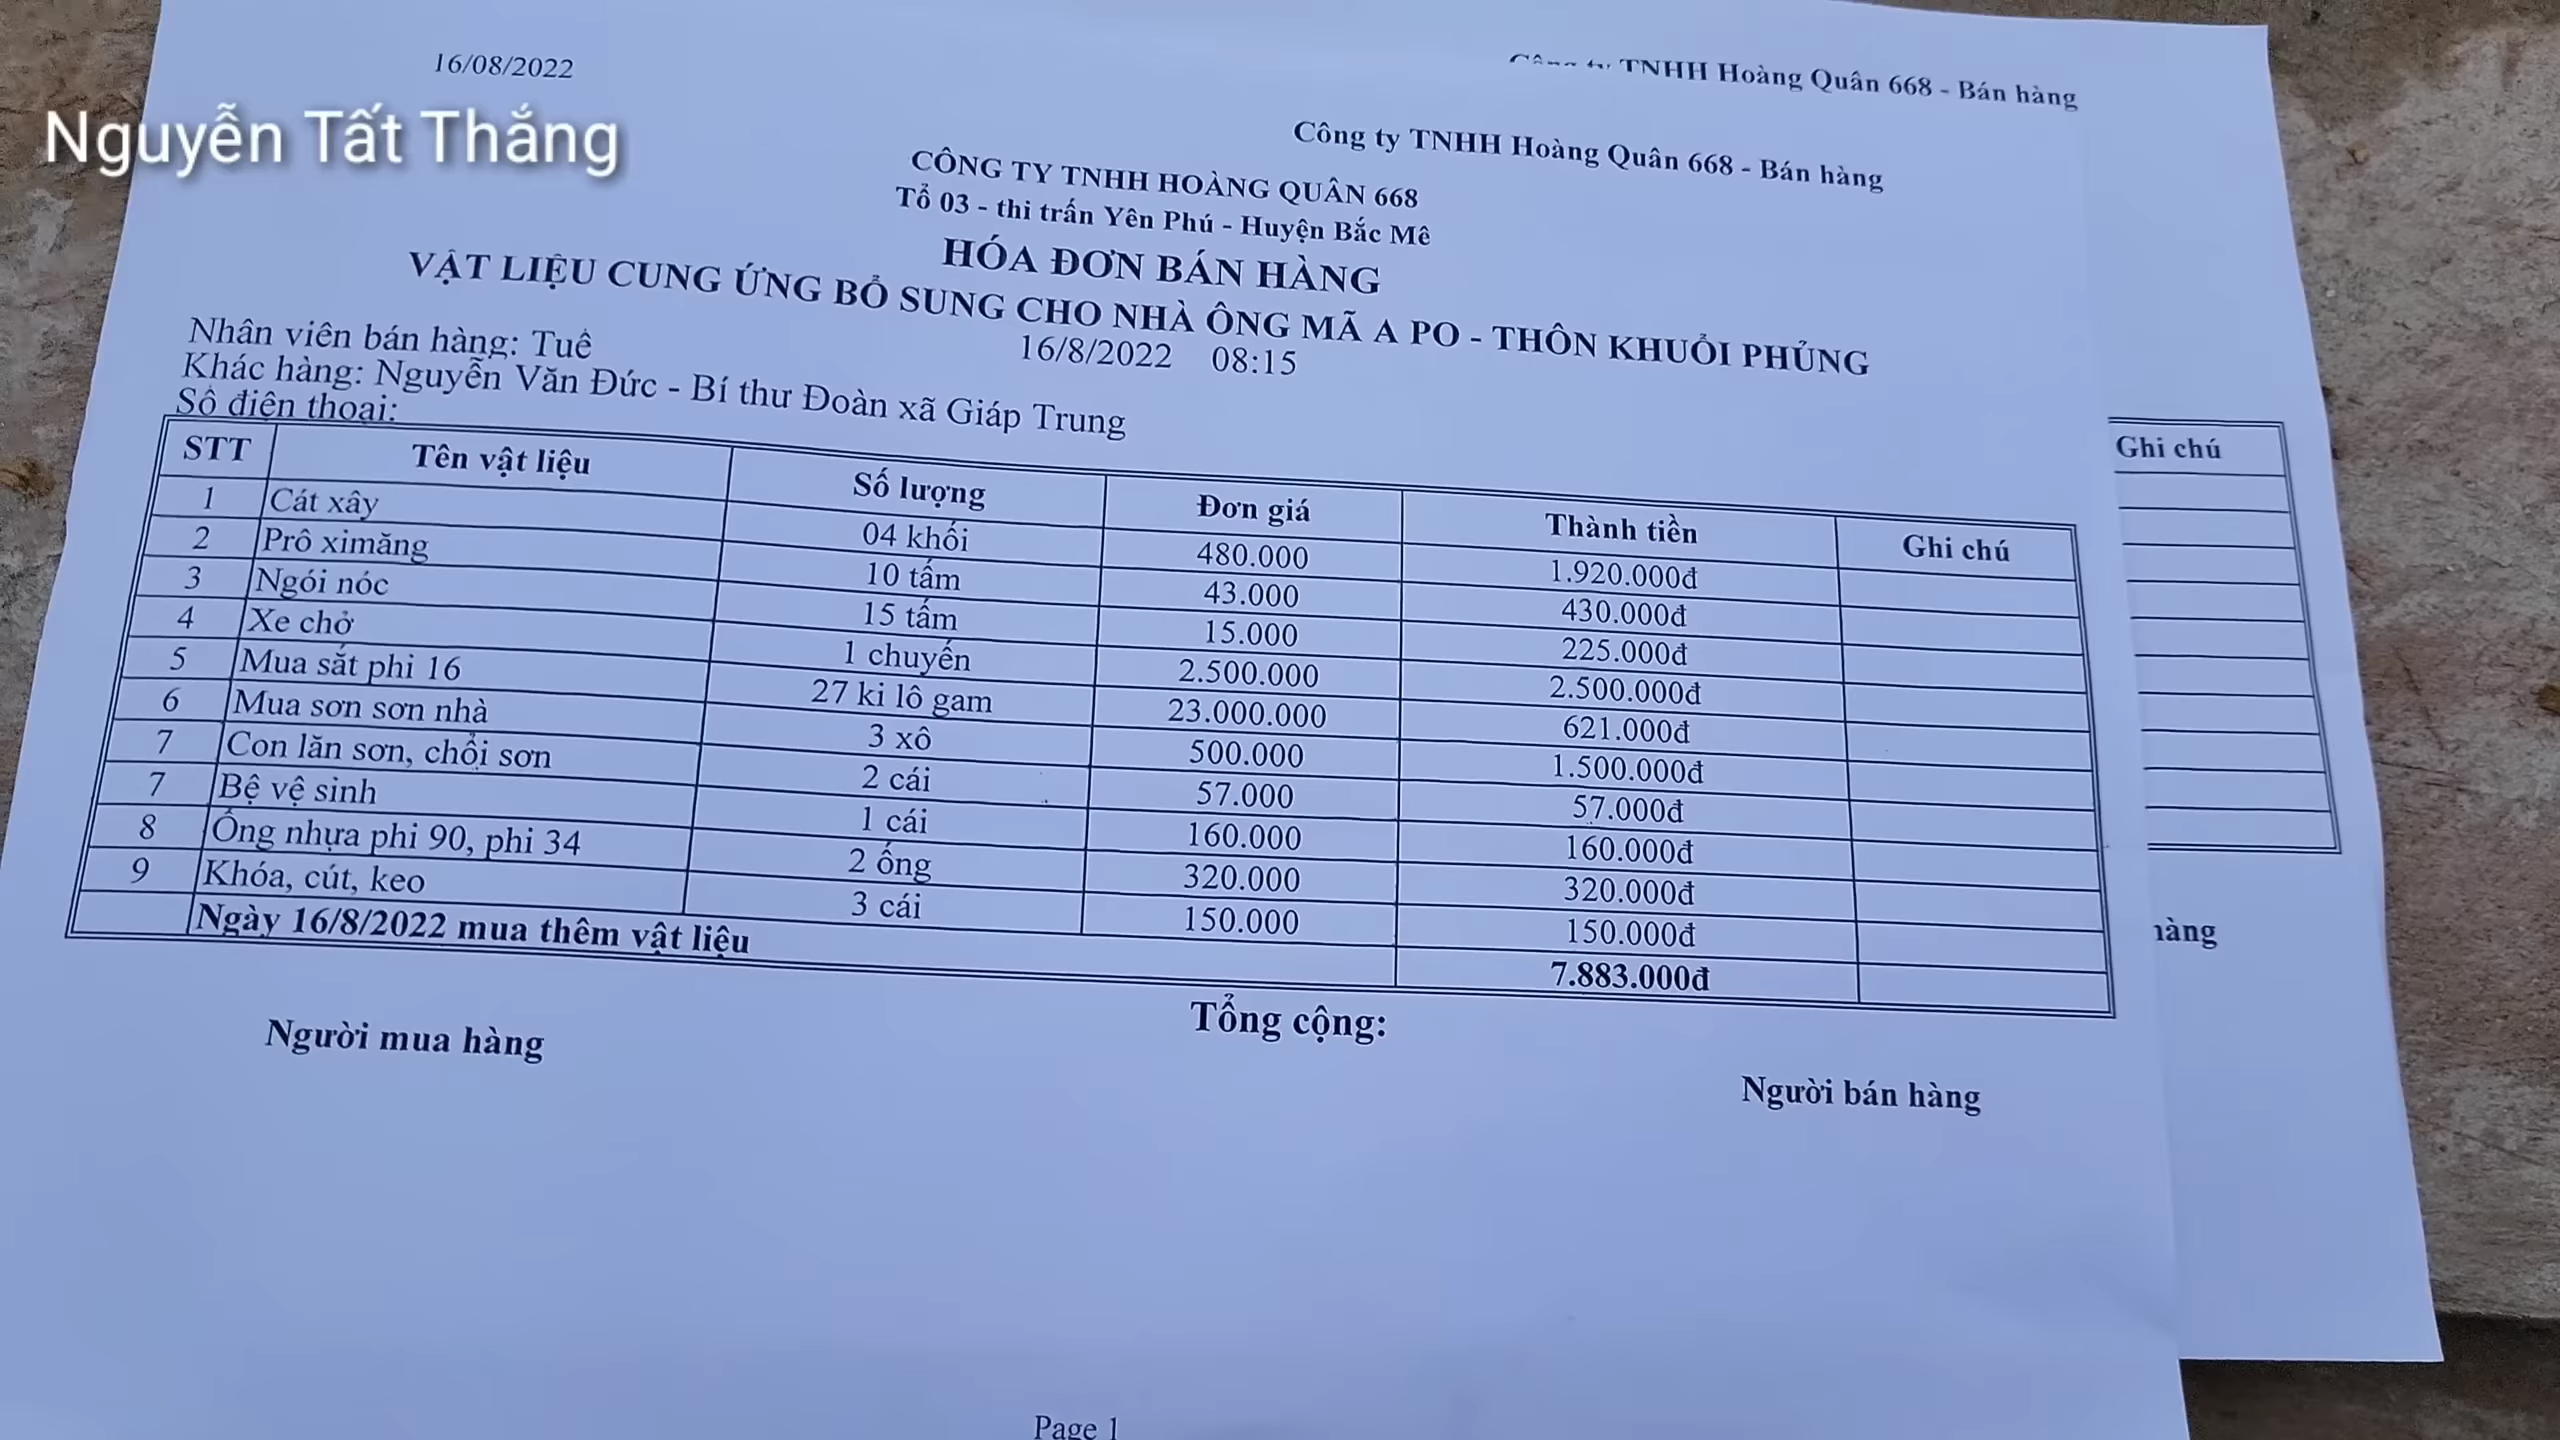 16/08/2022
TNHH Hoàng Quân 668 - Bán hàng
Nguyễn Tất Thắng
Công ty TNHH Hoàng Quân 668 - Bán hàng
CÔNG TY TNHH HOÀNG QUÂN 668
Tổ 03 - thi trấn Yên Phú - Huyện Bắc Mê
HÓA ĐƠN BÁN HÀNG
VẬT LIỆU CUNG ỨNG BỔ SUNG CHO NHÀ ÔNG MÃ A PO - THÔN KHUỔI PHỦNG
16/8/2022 08:15
Nhân viên bán hàng: Tuê
Khác hàng: Nguyễn Văn Đức - Bí thư Đoàn xã Giáp Trung
Số điện thoại:
STT Tên vật liệu Số lượng Đơn giá Thành tiền Ghi chú
1 Cát xây 04 khối 480.000 1.920.000đ
2 Prô ximăng 10 tấm 43.000 430.000đ
3 Ngói nóc 15 tấm 15.000 225.000đ
4 Xe chở 1 chuyến 2.500.000 2.500.000đ
5 Mua sắt phi 16 27 ki lô gam 23.000.000 621.000đ
6 Mua sơn sơn nhà 3 xô 500.000 1.500.000đ
7 Con lăn sơn, chổi sơn 2 cái 57.000 57.000đ
7 Bệ vệ sinh 1 cái 160.000 160.000đ
8 Ống nhựa phi 90, phi 34 2 ống 320.000 320.000đ
9 Khóa, cút, keo 3 cái 150.000 150.000đ
Ngày 16/8/2022 mua thêm vật liệu 7.883.000đ
Tổng cộng:
Người mua hàng
Người bán hàng
Page 1
Ghi chú
hàng